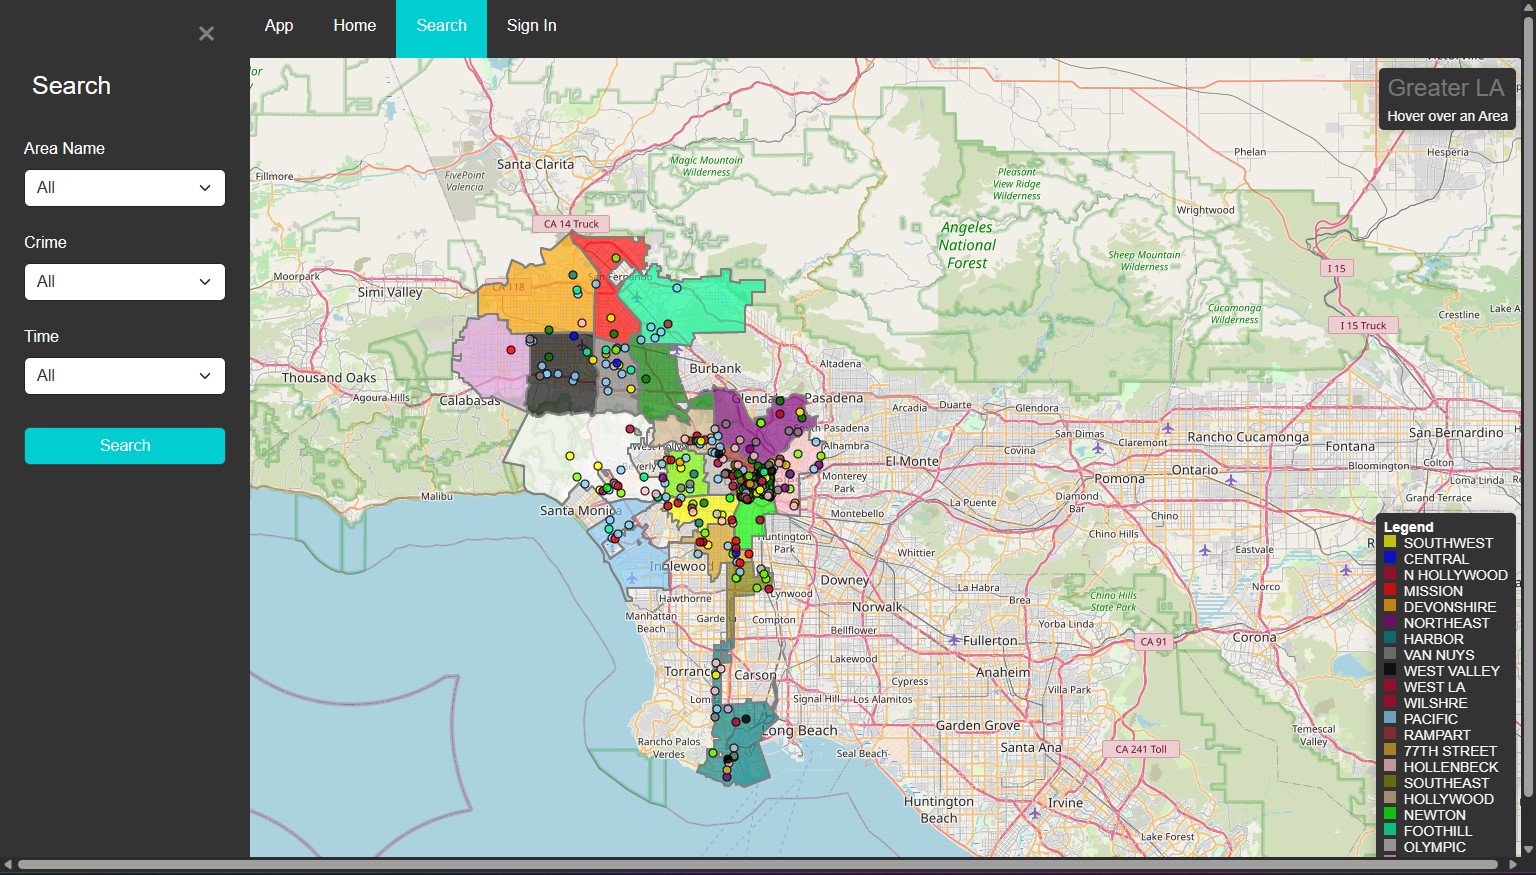 App
Home
Search
Sign In
×
Search
Area Name
All
Crime
All
Time
All
Search
Greater LA
Hover over an Area
Phelan
Hesperia
Santa Clarita
Magic Mountain
Wilderness
Fillmore
FivePoint
Valencia
Pleasant
View Ridge
Wilderness
Wrightwood
CA 14 Truck
Angeles
National
Forest
Sheep Mountain
Wilderness
I 15
Moorpark
Simi Valley
CA 118
San Fernando
Cucamonga
Wilderness
Crestline
Lake A
I 15 Truck
Thousand Oaks
Agoura Hills
Calabasas
Burbank
Altadena
Glenda
Pasadena
Arcadia
Duarte
Glendora
Rancho Cucamonga
San Bernardino
th Pasadena
Alhambra
San Dimas
Claremont
Fontana
El Monte
Covina
Ontario
Bloomington
Colton
Monterey
Park
Pomona
Loma Linda
Malibu
Santa Monica
La Puente
Diamond
Bar
Grand Terrace
Montebello
Chino
Chino Hills
Huntington
Park
Whittier
Eastvale
Inglewood
Downey
La Habra
Norco
Hawthorne
Lynwood
Brea
Chino Hills
State Park
Manhattan
Beach
Gardena
Compton
Norwalk
Yorba Linda
Bellflower
Fullerton
CA 91
Corona
Torrance
Carson
Lakewood
Anaheim
Cypress
Villa Park
Lom
Signal Hill
Los Alamitos
Garden Grove
Temescal
Valley
Rancho Palos
Verdes
Long Beach
Seal Beach
Santa Ana
CA 241 Toll
Huntington
Beach
Irvine
Lake Forest
Legend
SOUTHWEST
CENTRAL
N HOLLYWOOD
MISSION
DEVONSHIRE
NORTHEAST
HARBOR
VAN NUYS
WEST VALLEY
WEST LA
WILSHRE
PACIFIC
RAMPART
77TH STREET
HOLLENBECK
SOUTHEAST
HOLLYWOOD
NEWTON
FOOTHILL
OLYMPIC